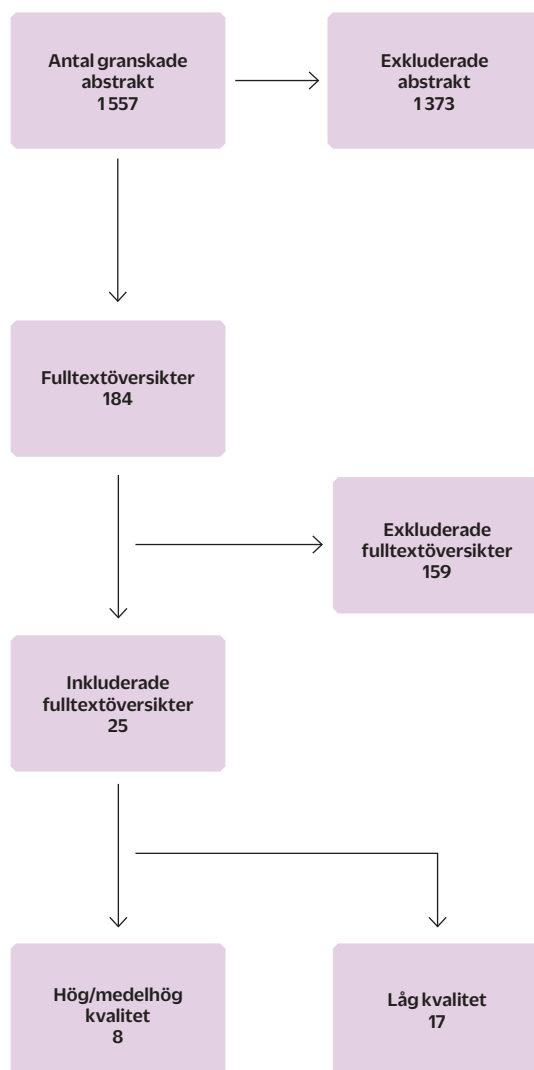 Antal granskade
abstrakt
1 557
Exkluderade
abstrakt
1 373
Fulltextöversikter
184
Exkluderade
fulltextöversikter
159
Inkluderade
fulltextöversikter
25
Hög/medelhög
kvalitet
8
Låg kvalitet
17